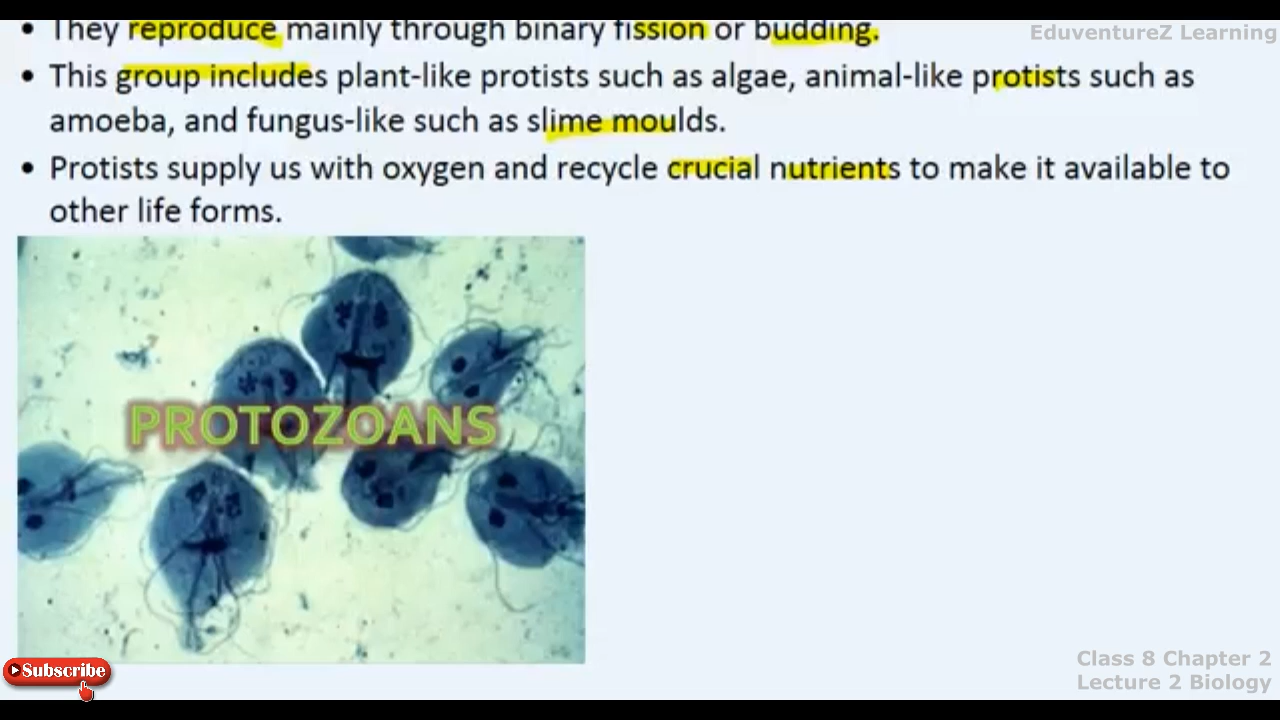 • They reproduce mainly through binary fission or budding.
EduventureZ Learning
• This group includes plant-like protists such as algae, animal-like protists such as
amoeba, and fungus-like such as slime moulds.
• Protists supply us with oxygen and recycle crucial nutrients to make it available to
other life forms.
PROTOZOANS
Subscribe
Class 8 Chapter 2
Lecture 2 Biology